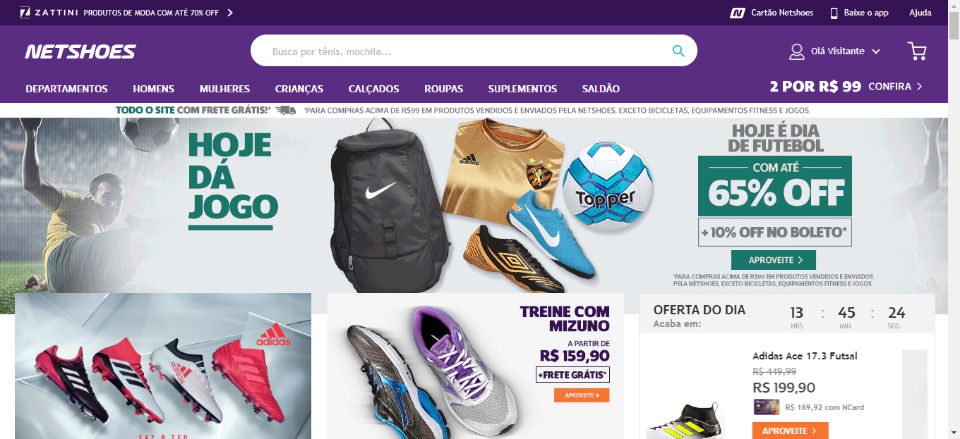 ZATTINI PRODUTOS DE MODA COM ATÉ 70% OFF
Cartão Netshoes
Baixe o app
Ajuda
NETSHOES
Busca por tênis, mochila...
Olá Visitante
DEPARTAMENTOS
HOMENS
MULHERES
CRIANÇAS
CALÇADOS
ROUPAS
SUPLEMENTOS
SALDÃO
2 POR R$ 99 CONFIRA
TODO O SITE COM FRETE GRÁTIS!* *PARA COMPRAS ACIMA DE R$99 EM PRODUTOS VENDIDOS E ENVIADOS PELA NETSHOES. EXCETO BICICLETAS, EQUIPAMENTOS FITNESS E JOGOS.
HOJE
DÁ
JOGO
adidas
Topper
HOJE É DIA
DE FUTEBOL
COM ATÉ
65% OFF
+10% OFF NO BOLETO*
APROVEITE
*PARA COMPRAS ACIMA DE R$99 EM PRODUTOS VENDIDOS E ENVIADOS
PELA NETSHOES. EXCETO BICICLETAS, EQUIPAMENTOS FITNESS E JOGOS.
adidas
TREINE COM
MIZUNO
A PARTIR DE
R$ 159,90
+FRETE GRÁTIS*
APROVEITE
OFERTA DO DIA
Acaba em:
13 : 45 : 24
HRS MIN SEG
Adidas Ace 17.3 Futsal
R$ 449,99
R$ 199,90
R$ 169,92 com NCard
APROVEITE